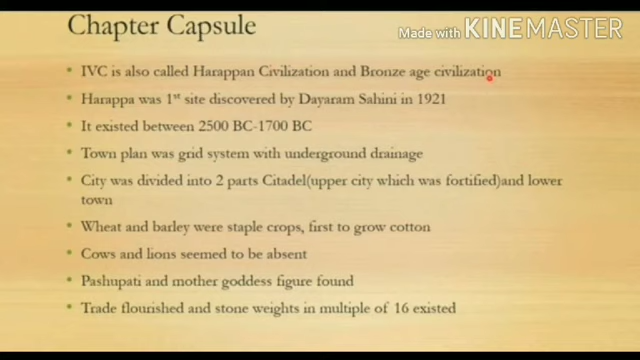 Chapter Capsule
Made with KINEMASTER
• IVC is also called Harappan Civilization and Bronze age civilization
• Harappa was 1st site discovered by Dayaram Sahini in 1921
• It existed between 2500 BC-1700 BC
• Town plan was grid system with underground drainage
• City was divided into 2 parts Citadel(upper city which was fortified)and lower
town
• Wheat and barley were staple crops, first to grow cotton
• Cows and lions seemed to be absent
• Pashupati and mother goddess figure found
• Trade flourished and stone weights in multiple of 16 existed